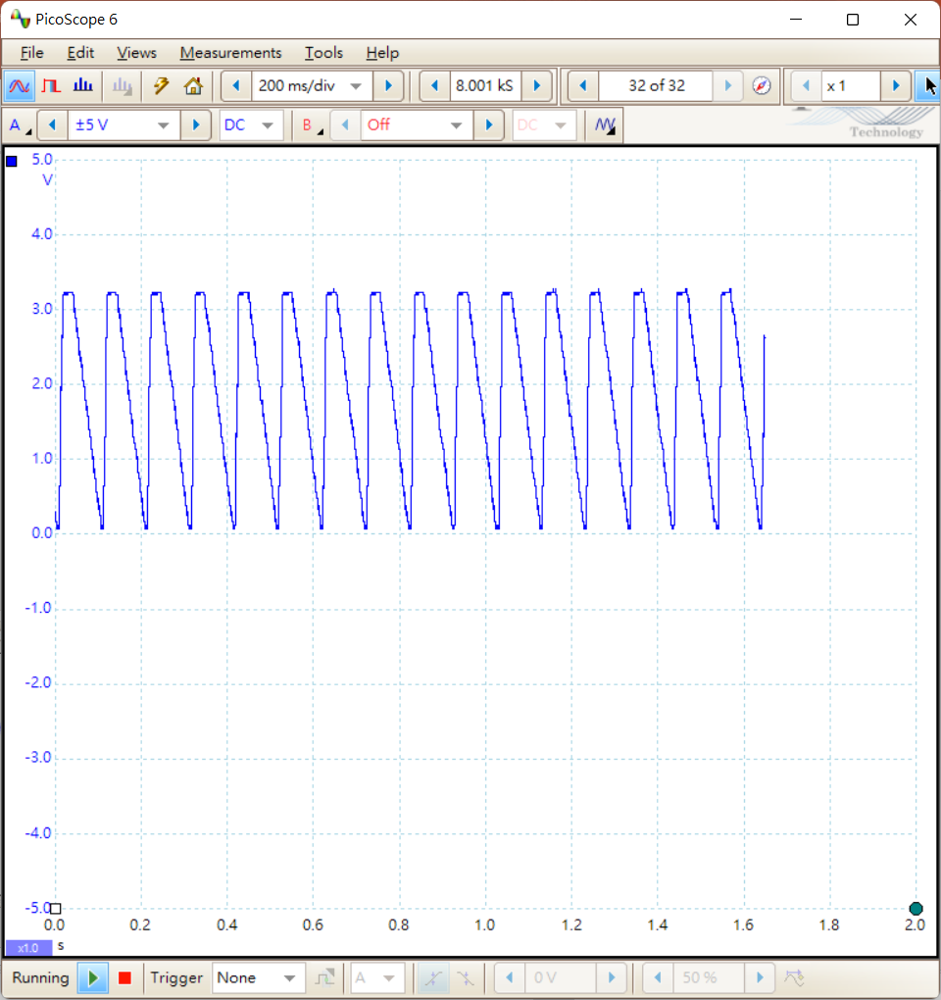 PicoScope 6
File Edit Views Measurements Tools Help
200 ms/div 8.001 kS 32 of 32 x 1
A ±5 V DC B Off DC
Technology
5.0
V
4.0
3.0
2.0
1.0
0.0
-1.0
-2.0
-3.0
-4.0
-5.0
0.0 0.2 0.4 0.6 0.8 1.0 1.2 1.4 1.6 1.8 2.0
x1.0 s
Running Trigger None A 0 V 50 %